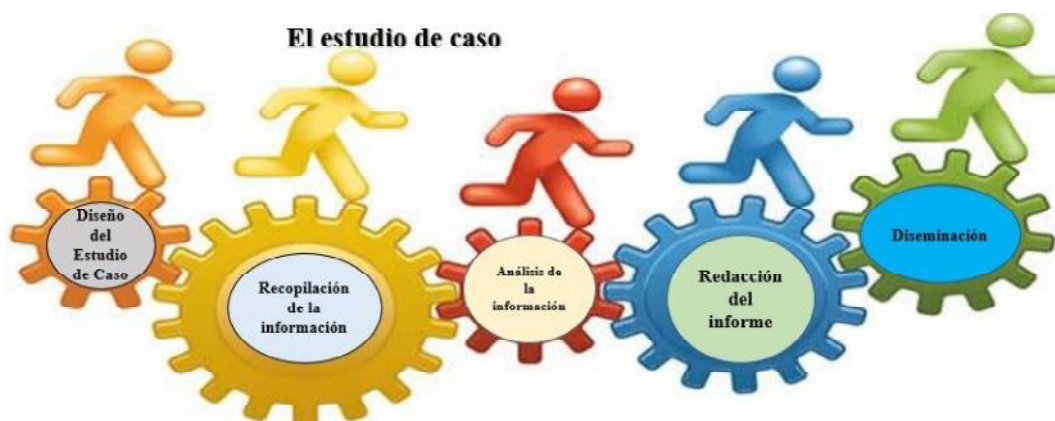 El estudio de caso
Diseño
del
Estudio
de Caso
Recopilación
de la
información
Análisis de
la
información
Redacción
del
informe
Diseminación